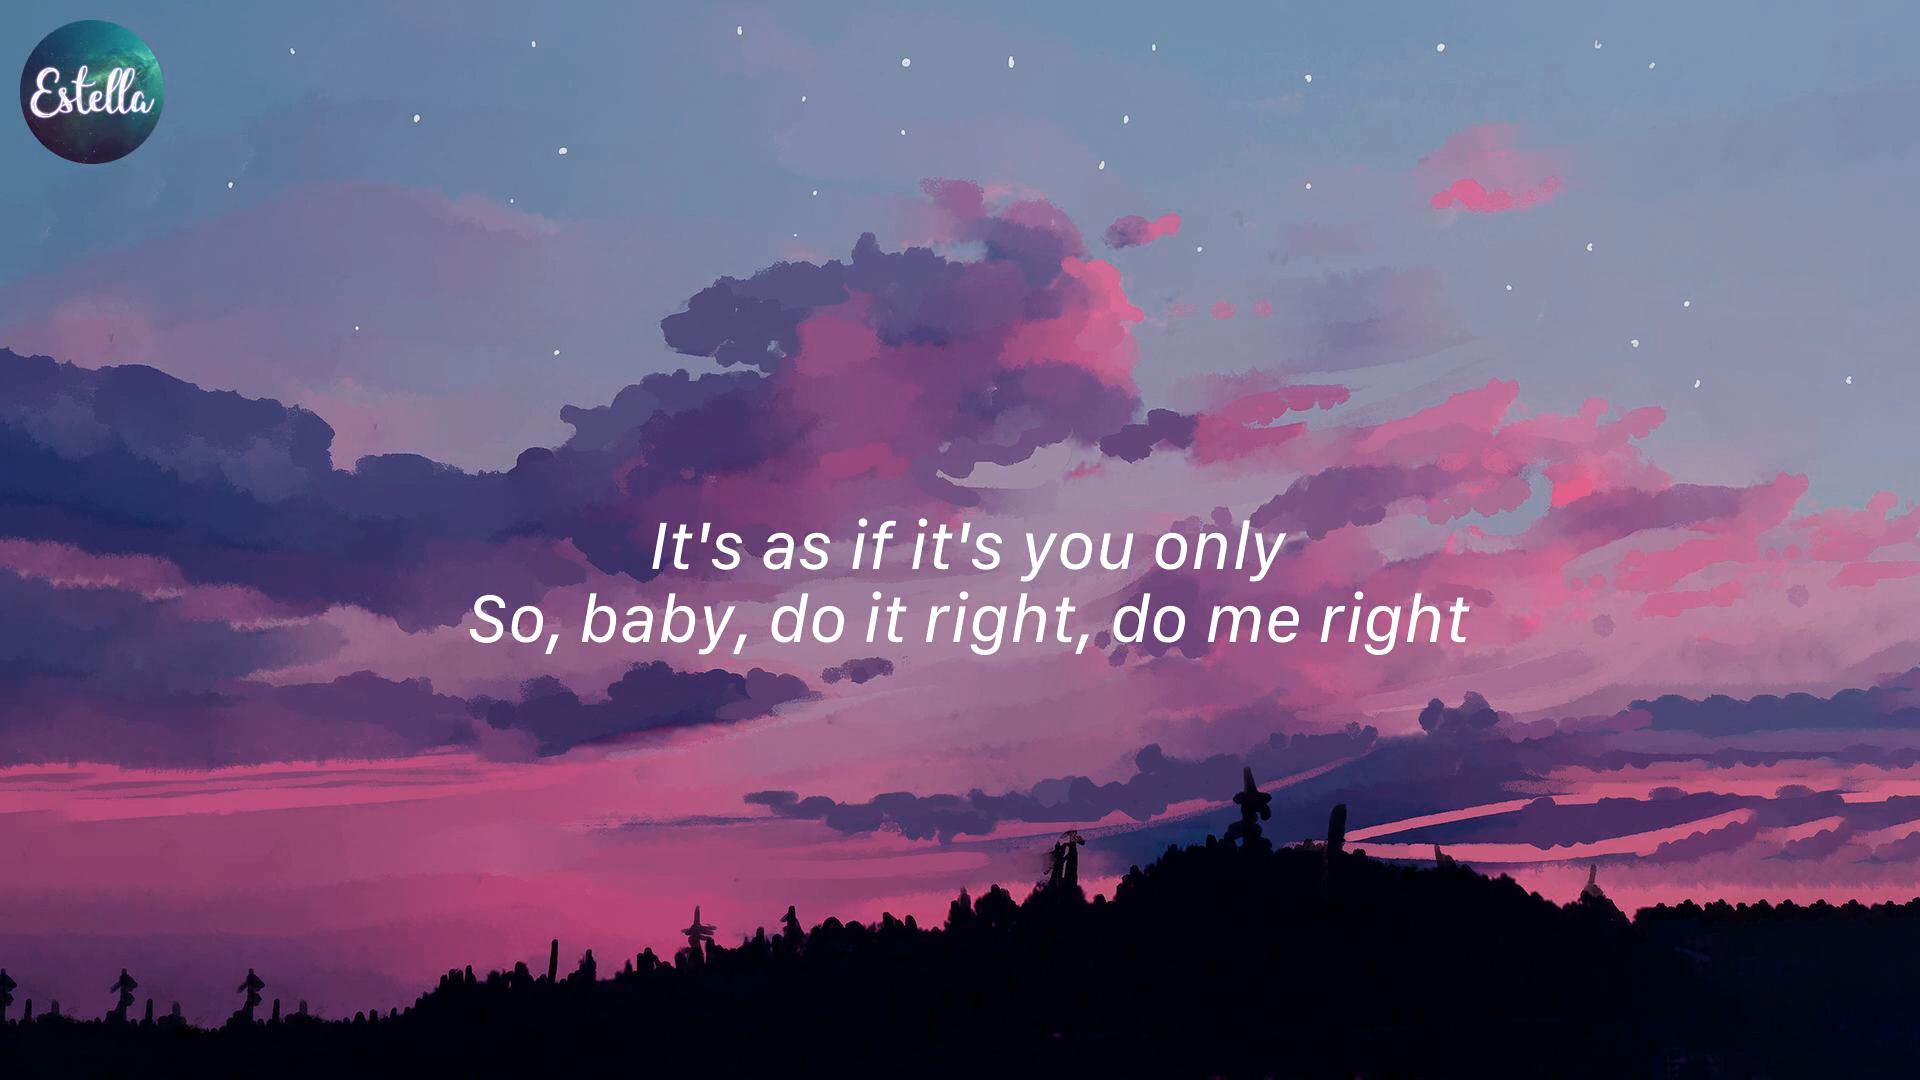 Estella
It's as if it's you only
So, baby, do it right, do me right